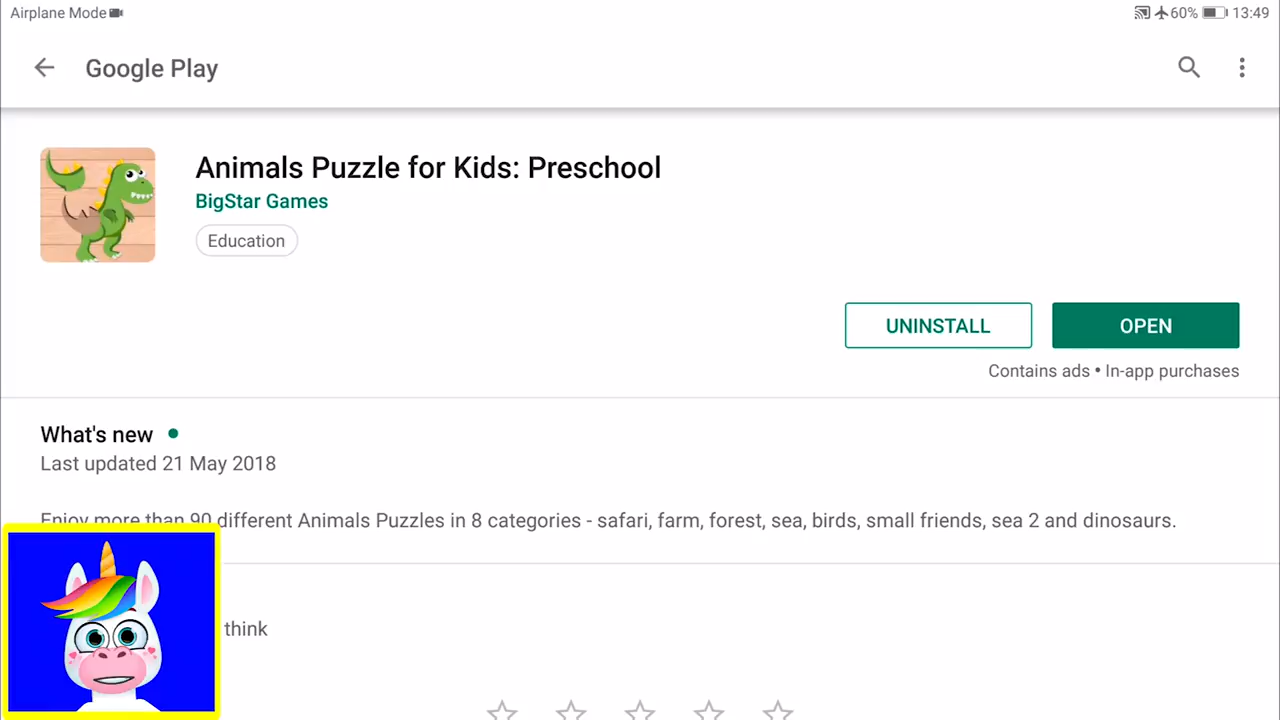 Airplane Mode 60% 13:49
Google Play
Animals Puzzle for Kids: Preschool
BigStar Games
Education
UNINSTALL OPEN
Contains ads • In-app purchases
What's new
Last updated 21 May 2018
Enjoy more than 90 different Animals Puzzles in 8 categories - safari, farm, forest, sea, birds, small friends, sea 2 and dinosaurs.
think